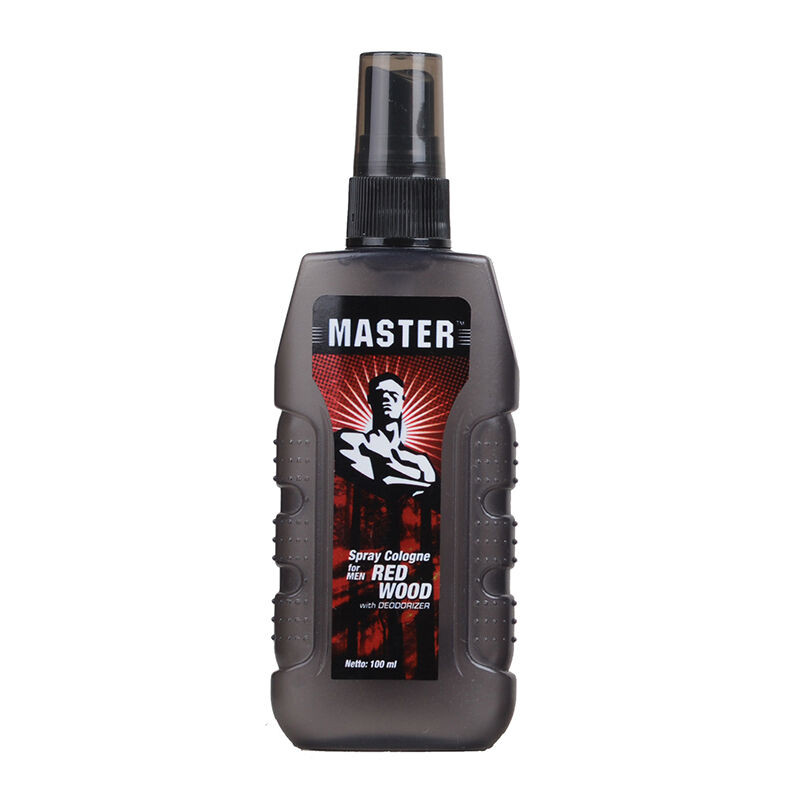 MASTER™
Spray Cologne
for MEN RED
WOOD
with DEODORIZER
Netto: 100 ml